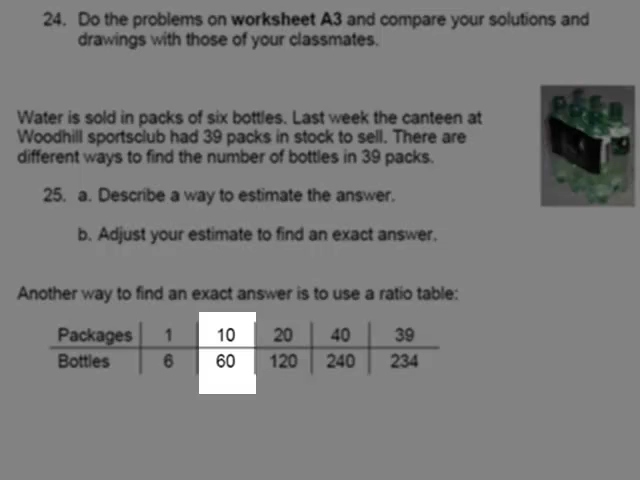 24. Do the problems on worksheet A3 and compare your solutions and
drawings with those of your classmates.
Water is sold in packs of six bottles. Last week the canteen at
Woodhill sportsclub had 39 packs in stock to sell. There are
different ways to find the number of bottles in 39 packs.
25. a. Describe a way to estimate the answer.
b. Adjust your estimate to find an exact answer.
Another way to find an exact answer is to use a ratio table:
Packages 1 10 20 40 39
Bottles 6 60 120 240 234